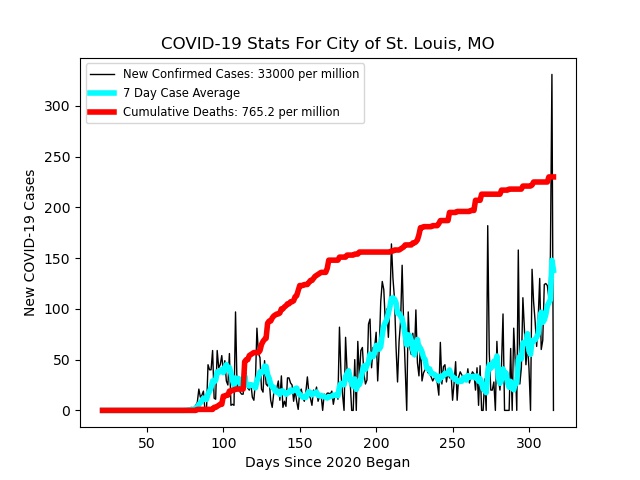 COVID-19 Stats For City of St. Louis, MO
New Confirmed Cases: 33000 per million
7 Day Case Average
Cumulative Deaths: 765.2 per million
New COVID-19 Cases
300
250
200
150
100
50
0
50 100 150 200 250 300
Days Since 2020 Began